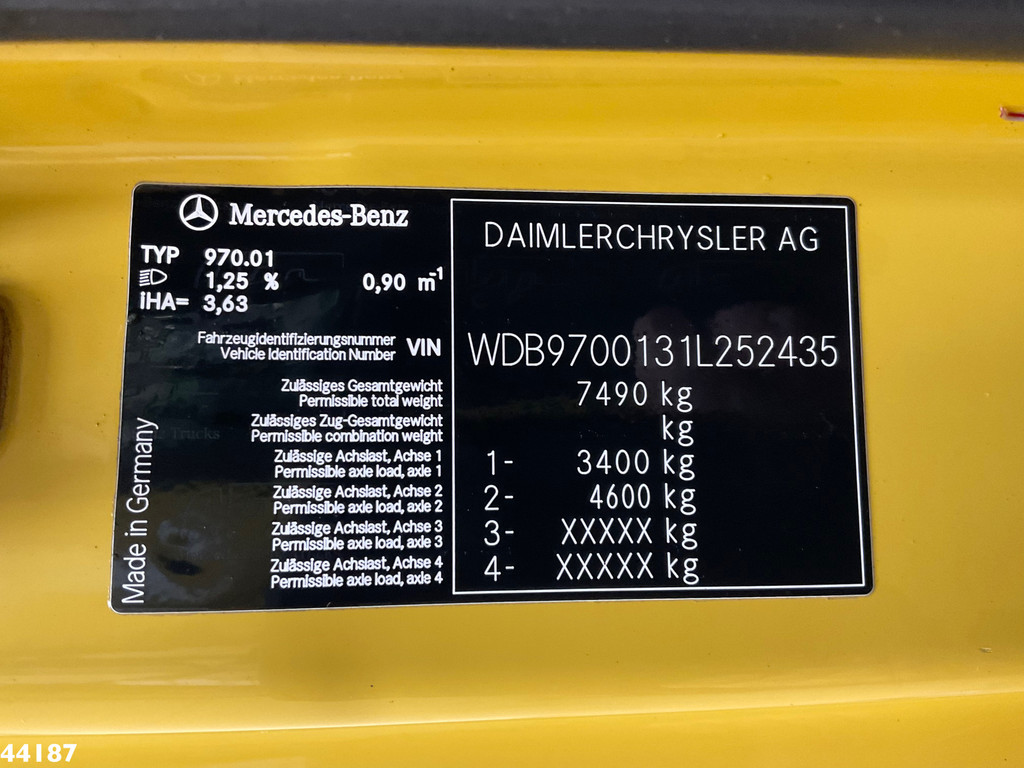 Mercedes-Benz
TYP 970.01
1,25 % 0,90 m-1
iHA= 3,63
Fahrzeugidentifizierungsnummer
Vehicle Identification Number VIN
Zulässiges Gesamtgewicht
Permissible total weight
Zulässiges Zug-Gesamtgewicht
Permissible combination weight
Zulässige Achslast, Achse 1
Permissible axle load, axle 1
Zulässige Achslast, Achse 2
Permissible axle load, axle 2
Zulässige Achslast, Achse 3
Permissible axle load, axle 3
Zulässige Achslast, Achse 4
Permissible axle load, axle 4
Made in Germany
DAIMLERCHRYSLER AG
WDB9700131L252435
7490 kg
kg
1- 3400 kg
2- 4600 kg
3- XXXXX kg
4- XXXXX kg
44187